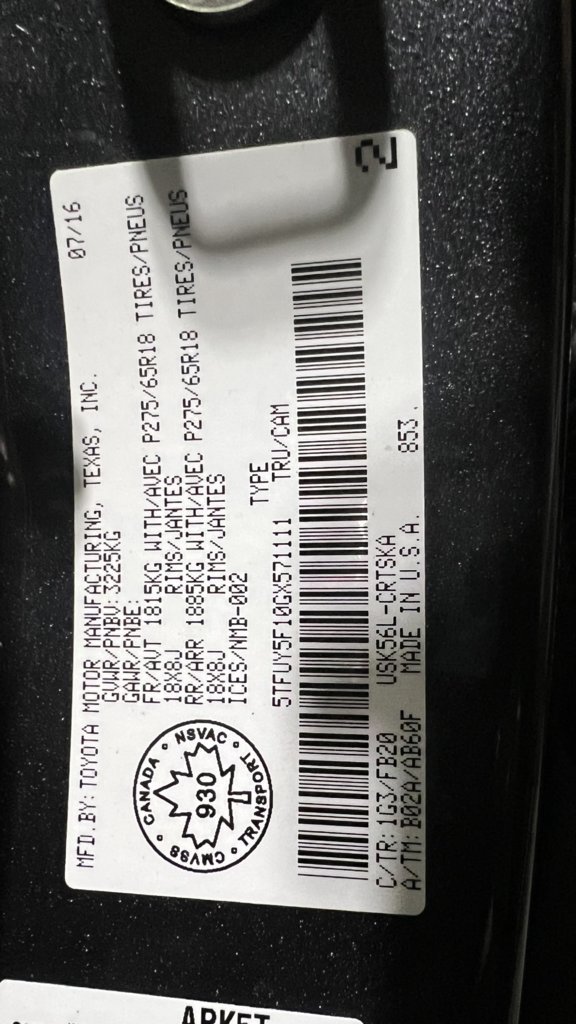 MFD.BY:TOYOTA MOTOR MANUFACTURING, TEXAS, INC. 07/16
GVWR/PNBV:3225KG
GAWR/PNBE:
FR/AVT 1815KG WITH/AVEC P275/65R18 TIRES/PNEUS
18X8J RIMS/JANTES
RR/ARR 1885KG WITH/AVEC P275/65R18 TIRES/PNEUS
18X8J RIMS/JANTES
ICES/NMB-002
TYPE
5TFUY5F10GX571111 TRU/CAM
2
CANADA • NSVAC • TRANSPORT • CMVSS •
930
C/TR: 1G3/FB20 USK56L-CRTSKA 853.
A/TM: B02A/AB60F MADE IN U.S.A.